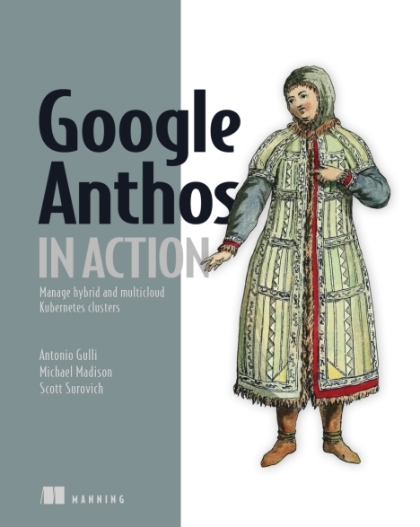 Google
Anthos
IN ACTION
Manage hybrid and multicloud
Kubernetes clusters
Antonio Gulli
Michael Madison
Scott Surovich
MANNING